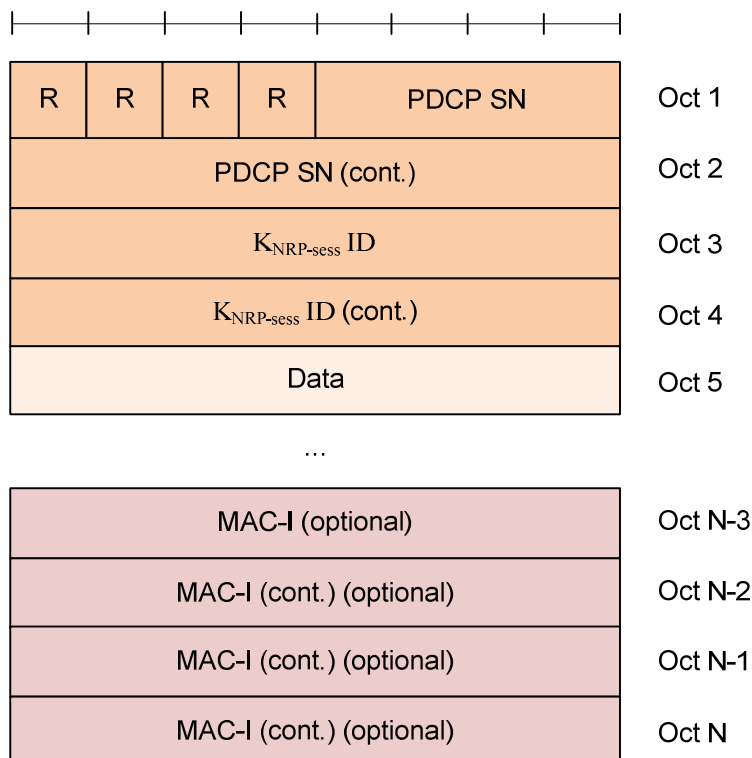 R R R R PDCP SN Oct 1
PDCP SN (cont.) Oct 2
K_NRP-sess ID Oct 3
K_NRP-sess ID (cont.) Oct 4
Data Oct 5
...
MAC-I (optional) Oct N-3
MAC-I (cont.) (optional) Oct N-2
MAC-I (cont.) (optional) Oct N-1
MAC-I (cont.) (optional) Oct N